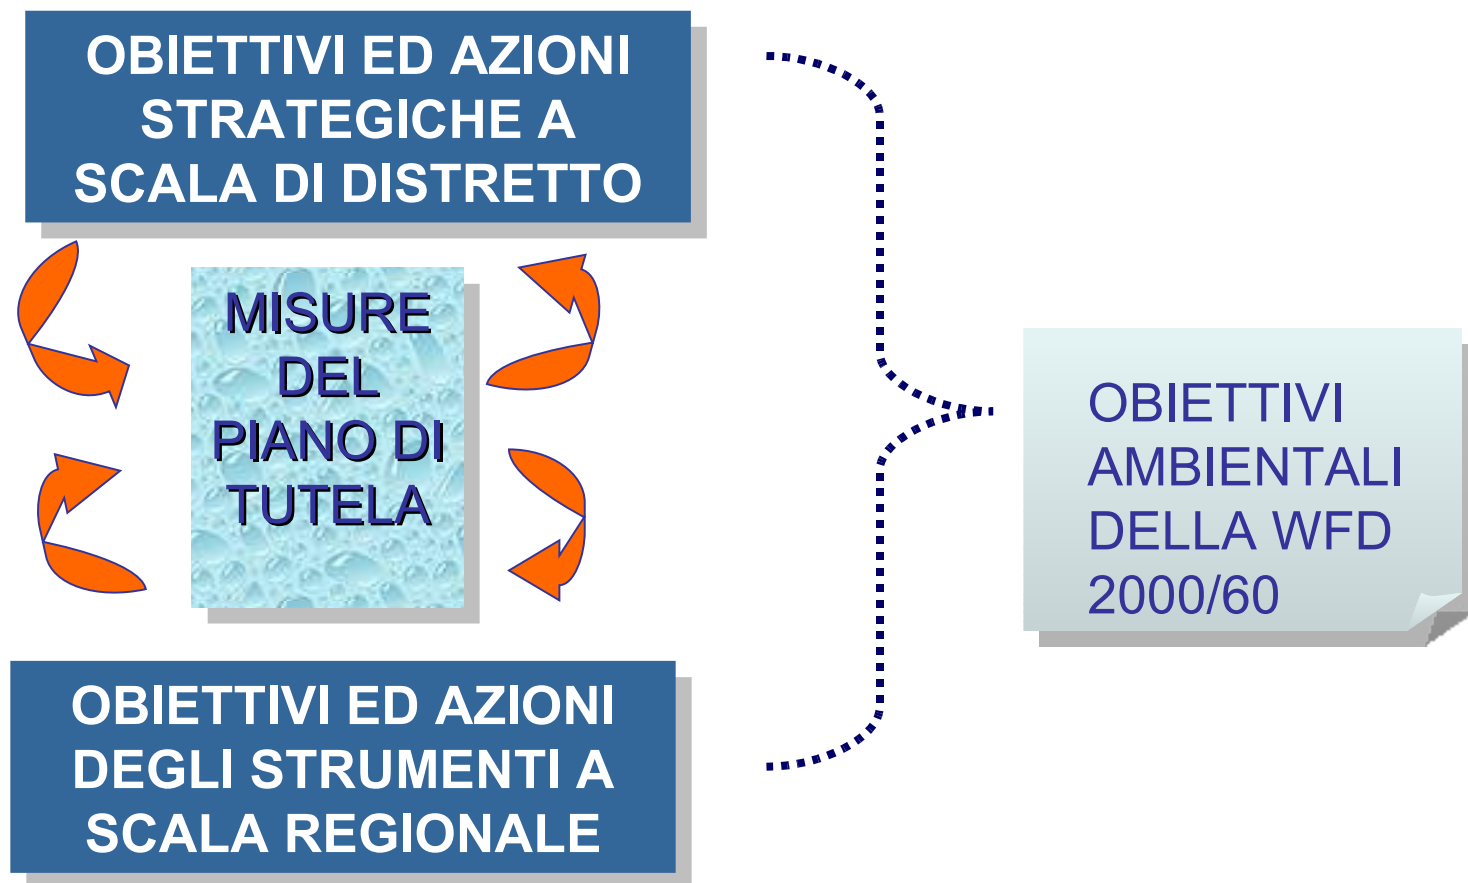 OBIETTIVI ED AZIONI
STRATEGICHE A
SCALA DI DISTRETTO
MISURE
DEL
PIANO DI
TUTELA
OBIETTIVI ED AZIONI
DEGLI STRUMENTI A
SCALA REGIONALE
OBIETTIVI
AMBIENTALI
DELLA WFD
2000/60